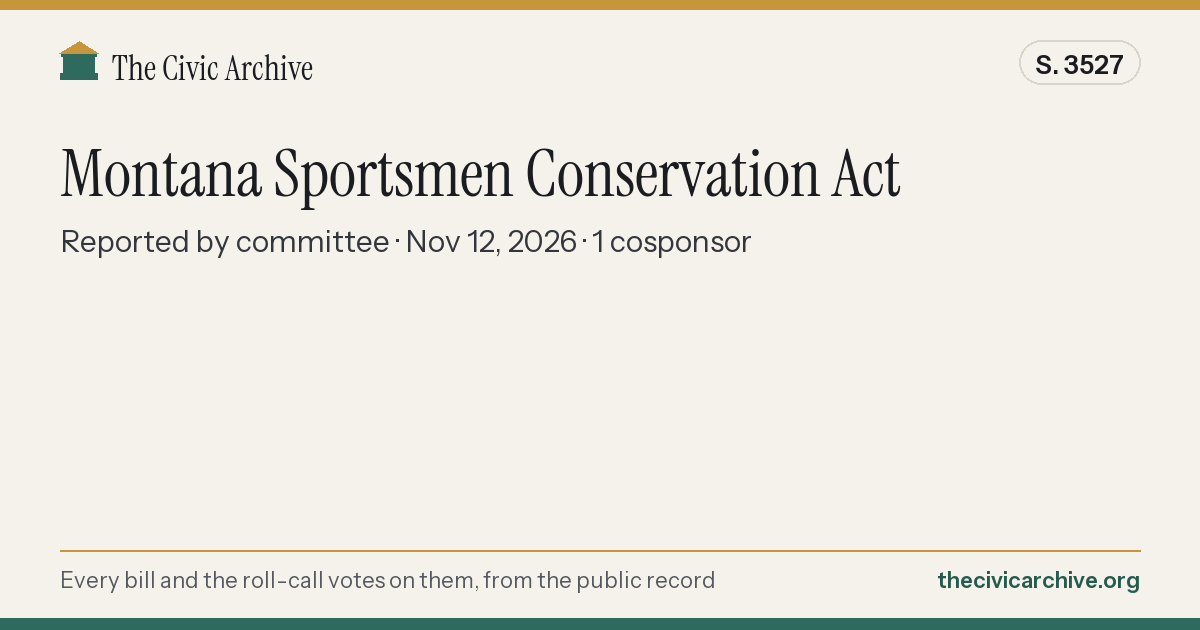 The Civic Archive
S. 3527
Montana Sportsmen Conservation Act
Reported by committee · Nov 12, 2026 · 1 cosponsor
Every bill and the roll-call votes on them, from the public record
thecivicarchive.org